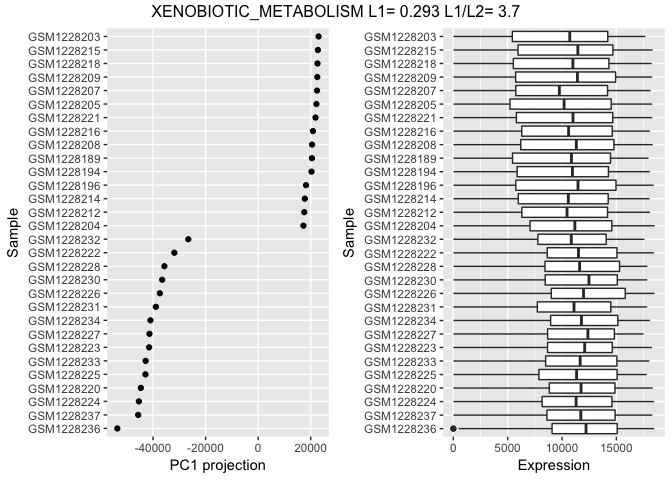 XENOBIOTIC_METABOLISM L1= 0.293 L1/L2= 3.7
GSM1228203
GSM1228215
GSM1228218
GSM1228209
GSM1228207
GSM1228205
GSM1228221
GSM1228216
GSM1228208
GSM1228189
GSM1228194
GSM1228196
GSM1228214
GSM1228212
GSM1228204
GSM1228232
GSM1228222
GSM1228228
GSM1228230
GSM1228226
GSM1228231
GSM1228234
GSM1228227
GSM1228223
GSM1228233
GSM1228225
GSM1228220
GSM1228224
GSM1228237
GSM1228236
Sample
-40000 -20000 0 20000
PC1 projection
GSM1228203
GSM1228215
GSM1228218
GSM1228209
GSM1228207
GSM1228205
GSM1228221
GSM1228216
GSM1228208
GSM1228189
GSM1228194
GSM1228196
GSM1228214
GSM1228212
GSM1228204
GSM1228232
GSM1228222
GSM1228228
GSM1228230
GSM1228226
GSM1228231
GSM1228234
GSM1228227
GSM1228223
GSM1228233
GSM1228225
GSM1228220
GSM1228224
GSM1228237
GSM1228236
Sample
0 5000 10000 15000
Expression